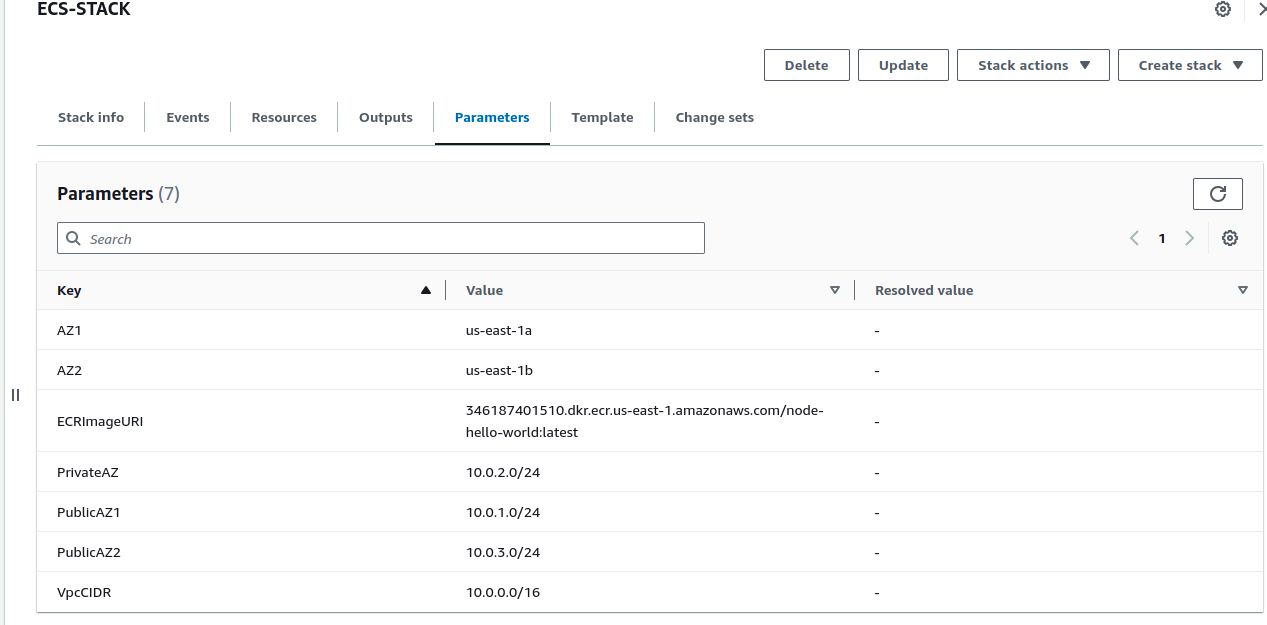 ECS-STACK
Delete
Update
Stack actions
Create stack
Stack info
Events
Resources
Outputs
Parameters
Template
Change sets
Parameters (7)
Search
1
Key
Value
Resolved value
AZ1
us-east-1a
-
AZ2
us-east-1b
-
ECRImageURI
346187401510.dkr.ecr.us-east-1.amazonaws.com/node-
hello-world:latest
-
PrivateAZ
10.0.2.0/24
-
PublicAZ1
10.0.1.0/24
-
PublicAZ2
10.0.3.0/24
-
VpcCIDR
10.0.0.0/16
-